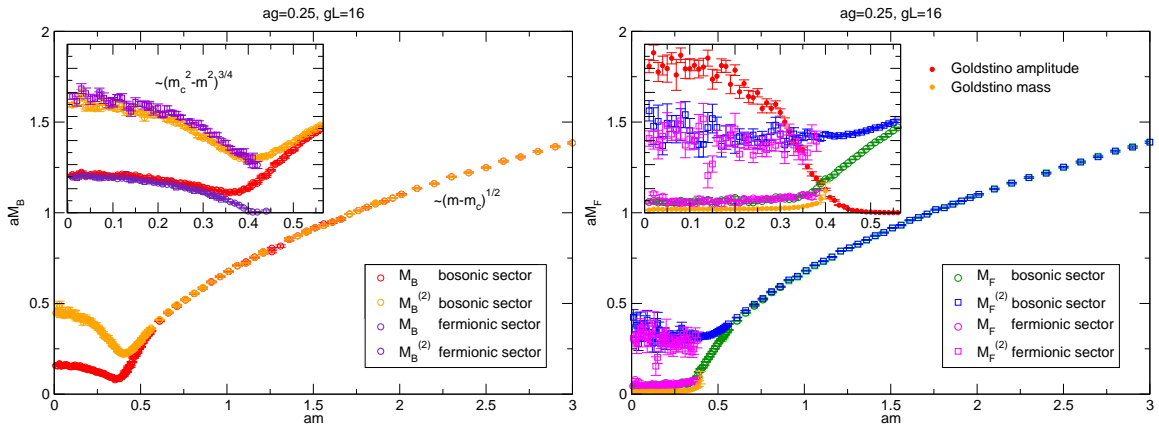 ag=0.25, gL=16
2
1.5
1
0.5
0
aM_B
0 0.5 1 1.5 2 2.5 3
am
~(m_c^2-m^2)^{3/4}
0 0.1 0.2 0.3 0.4 0.5
~(m-m_c)^{1/2}
M_B bosonic sector
M_B^{(2)} bosonic sector
M_B fermionic sector
M_B^{(2)} fermionic sector
ag=0.25, gL=16
2
1.5
1
0.5
0
aM_F
0 0.5 1 1.5 2 2.5 3
am
0 0.1 0.2 0.3 0.4 0.5
Goldstino amplitude
Goldstino mass
M_F bosonic sector
M_F^{(2)} bosonic sector
M_F fermionic sector
M_F^{(2)} fermionic sector